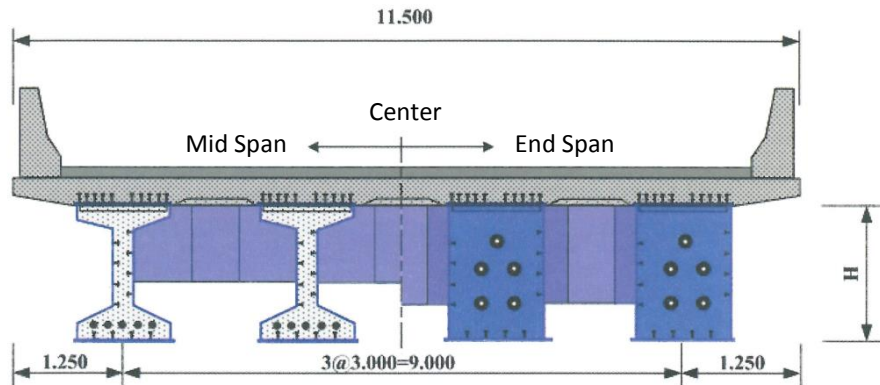 11.500
Center
Mid Span
End Span
H
1.250
3@3.000=9.000
1.250